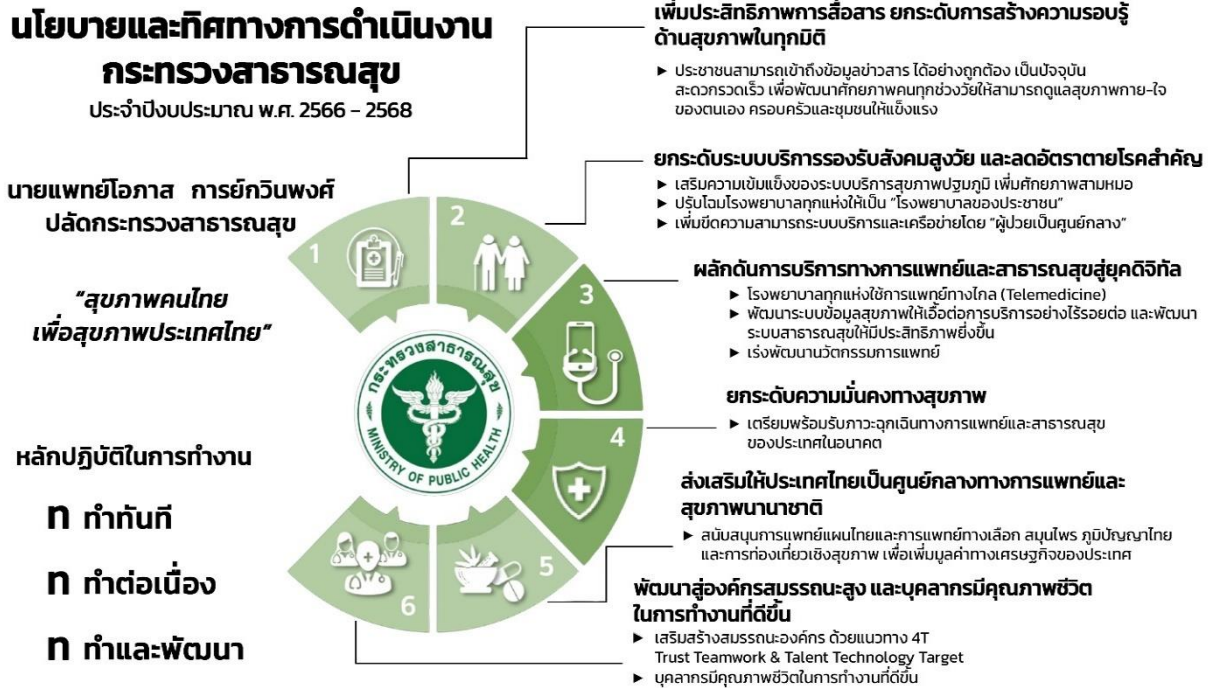 นโยบายและทิศทางการดำเนินงาน
กระทรวงสาธารณสุข
ประจำปีงบประมาณ พ.ศ. 2566 - 2568
นายแพทย์โอภาส การย์กวินพงศ์
ปลัดกระทรวงสาธารณสุข
"สุขภาพคนไทย
เพื่อสุขภาพประเทศไทย"
หลักปฏิบัติในการทำงาน
ท ทำทันที
ท ทำต่อเนื่อง
ท ทำและพัฒนา
กระทรวงสาธารณสุข
MINISTRY OF PUBLIC HEALTH
1
เพิ่มประสิทธิภาพการสื่อสาร ยกระดับการสร้างความรอบรู้
ด้านสุขภาพในทุกมิติ
► ประชาชนสามารถเข้าถึงข้อมูลข่าวสาร ได้อย่างถูกต้อง เป็นปัจจุบัน
สะดวกรวดเร็ว เพื่อพัฒนาศักยภาพคนทุกช่วงวัยให้สามารถดูแลสุขภาพกาย-ใจ
ของตนเอง ครอบครัวและชุมชนให้แข็งแรง
2
ยกระดับระบบบริการรองรับสังคมสูงวัย และลดอัตราตายโรคสำคัญ
► เสริมความเข้มแข็งของระบบบริการสุขภาพปฐมภูมิ เพิ่มศักยภาพสามหมอ
► ปรับโฉมโรงพยาบาลทุกแห่งให้เป็น "โรงพยาบาลของประชาชน"
► เพิ่มขีดความสามารถระบบบริการและเครือข่ายโดย "ผู้ป่วยเป็นศูนย์กลาง"
3
ผลักดันการบริการทางการแพทย์และสาธารณสุขสู่ยุคดิจิทัล
► โรงพยาบาลทุกแห่งใช้การแพทย์ทางไกล (Telemedicine)
► พัฒนาระบบข้อมูลสุขภาพให้เอื้อต่อการบริการอย่างไร้รอยต่อ และพัฒนา
ระบบสาธารณสุขให้มีประสิทธิภาพยิ่งขึ้น
► เร่งพัฒนานวัตกรรมการแพทย์
4
ยกระดับความมั่นคงทางสุขภาพ
► เตรียมพร้อมรับภาวะฉุกเฉินทางการแพทย์และสาธารณสุข
ของประเทศในอนาคต
5
ส่งเสริมให้ประเทศไทยเป็นศูนย์กลางทางการแพทย์และ
สุขภาพนานาชาติ
► สนับสนุนการแพทย์แผนไทยและการแพทย์ทางเลือก สมุนไพร ภูมิปัญญาไทย
และการท่องเที่ยวเชิงสุขภาพ เพื่อเพิ่มมูลค่าทางเศรษฐกิจของประเทศ
6
พัฒนาสู่องค์กรสมรรถนะสูง และบุคลากรมีคุณภาพชีวิต
ในการทำงานที่ดีขึ้น
► เสริมสร้างสมรรถนะองค์กร ด้วยแนวทาง 4T
Trust Teamwork & Talent Technology Target
► บุคลากรมีคุณภาพชีวิตในการทำงานที่ดีขึ้น